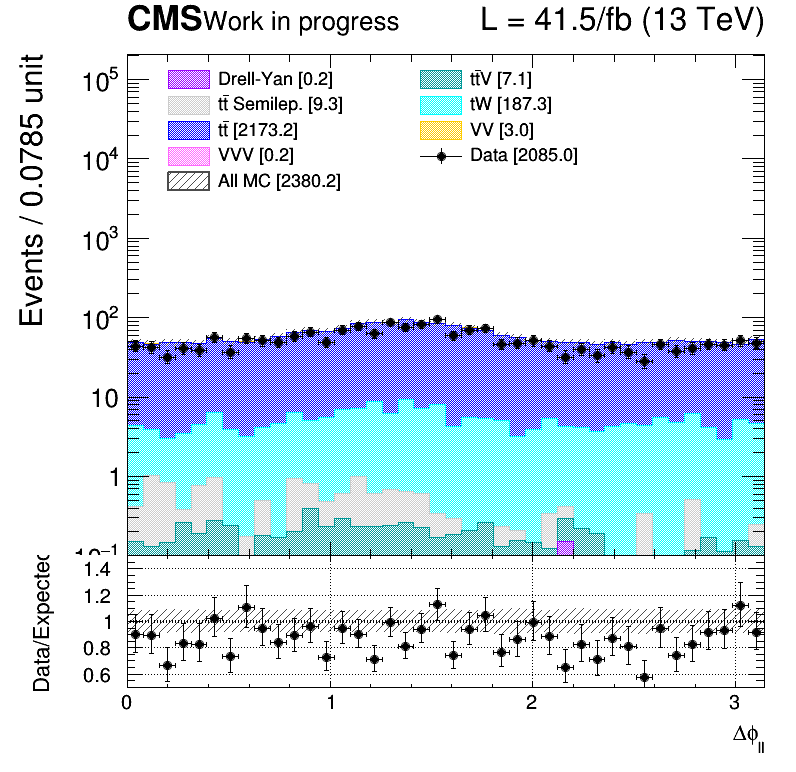 CMS Work in progress L = 41.5/fb (13 TeV)
Events / 0.0785 unit
10⁵
10⁴
10³
10²
10
1
10⁻¹
Drell-Yan [0.2]
tt̄ Semilep. [9.3]
tt̄ [2173.2]
VVV [0.2]
All MC [2380.2]
tt̄V [7.1]
tW [187.3]
VV [3.0]
Data [2085.0]
Data/Expected
1.4
1.2
1
0.8
0.6
0 1 2 3
Δϕ_ll